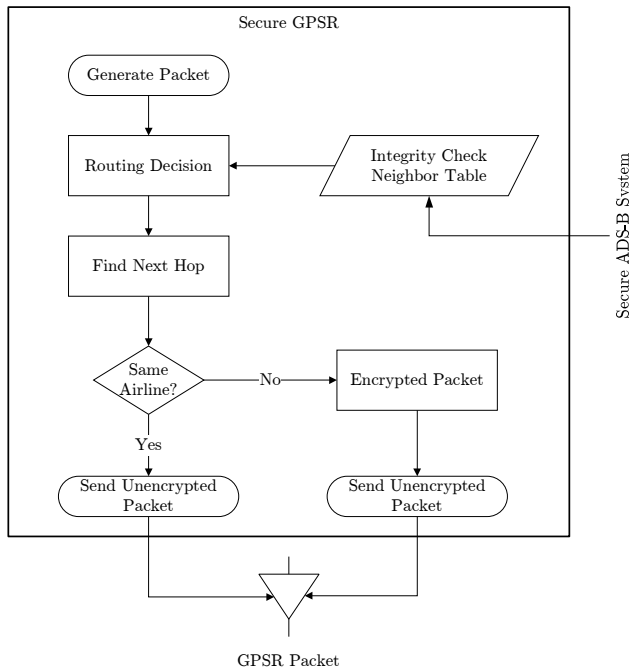 Secure GPSR
Generate Packet
Routing Decision
Integrity Check
Neighbor Table
Secure ADS-B System
Find Next Hop
Same
Airline?
No
Encrypted Packet
Yes
Send Unencrypted
Packet
Send Unencrypted
Packet
GPSR Packet